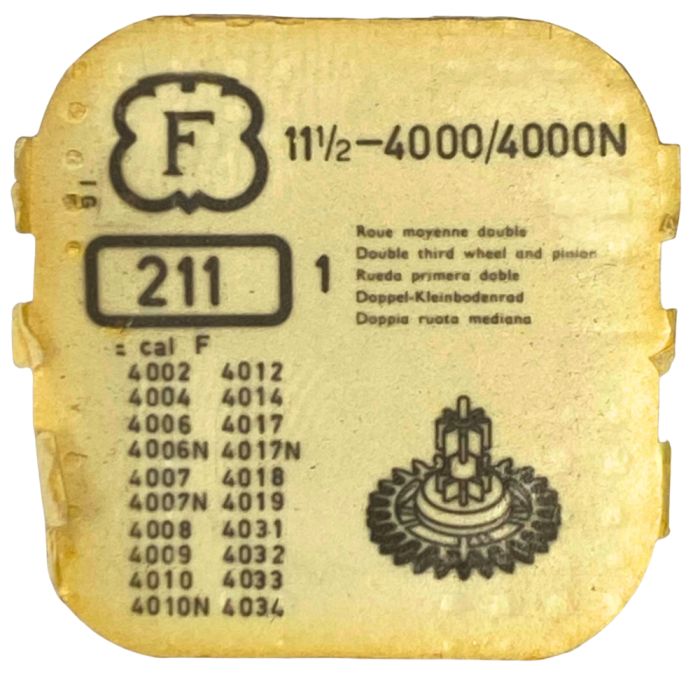 F
11½-4000/4000N
16
211
1
Roue moyenne double
Double third wheel and pinion
Rueda primera doble
Doppel-Kleinbodenrad
Doppia ruota mediana
= cal F
4002 4012
4004 4014
4006 4017
4006N 4017N
4007 4018
4007N 4019
4008 4031
4009 4032
4010 4033
4010N 4034